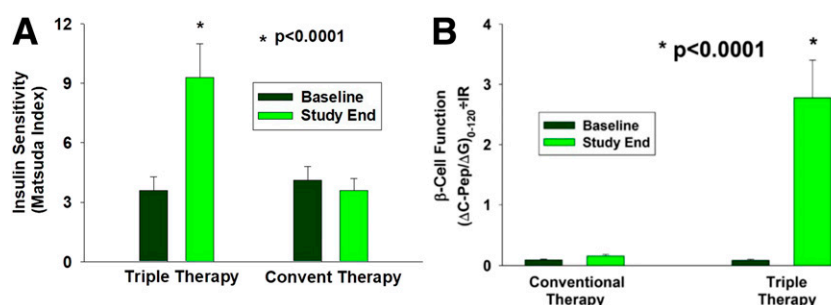 A
Insulin Sensitivity
(Matsuda Index)
12
9
6
3
0
*
* p<0.0001
Baseline
Study End
Triple Therapy
Convent Therapy
B
β-Cell Function
(ΔC-Pep/ΔG)0-120÷IR
4
3
2
1
0
* p<0.0001
*
Baseline
Study End
Conventional
Therapy
Triple
Therapy